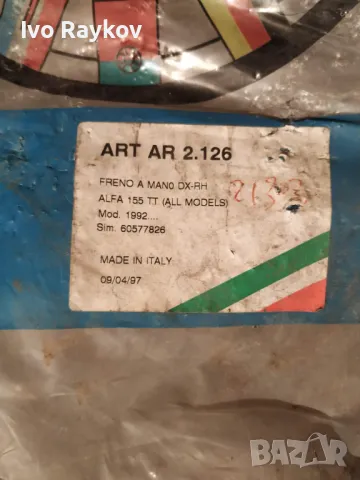 Ivo Raykov
ART AR 2.126
FRENO A MANO DX-RH
ALFA 155 TT (ALL MODELS)
Mod. 1992....
Sim. 60577826
MADE IN ITALY
09/04/97
BAZAR